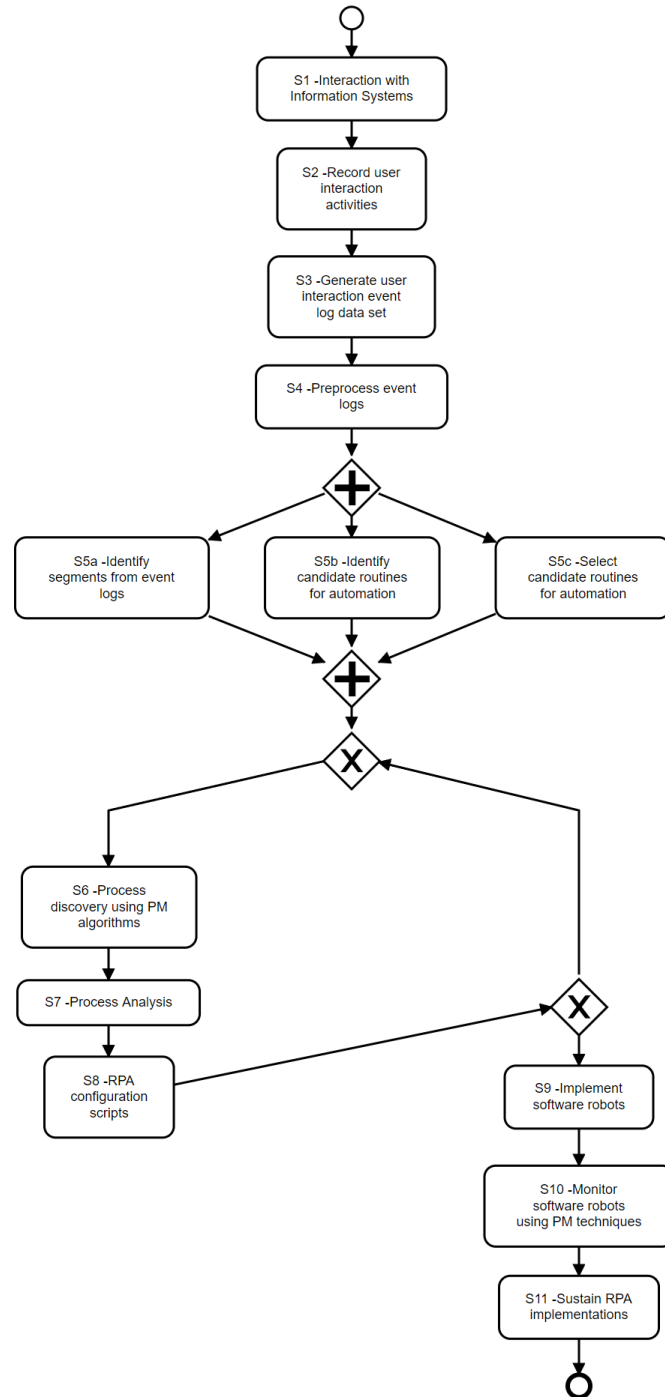 S1 -Interaction with
Information Systems
S2 -Record user
interaction
activities
S3 -Generate user
interaction event
log data set
S4 -Preprocess event
logs
S5a -Identify
segments from event
logs
S5b -Identify
candidate routines
for automation
S5c -Select
candidate routines
for automation
X
S6 -Process
discovery using PM
algorithms
S7 -Process Analysis
S8 -RPA
configuration
scripts
X
S9 -Implement
software robots
S10 -Monitor
software robots
using PM techniques
S11 -Sustain RPA
implementations